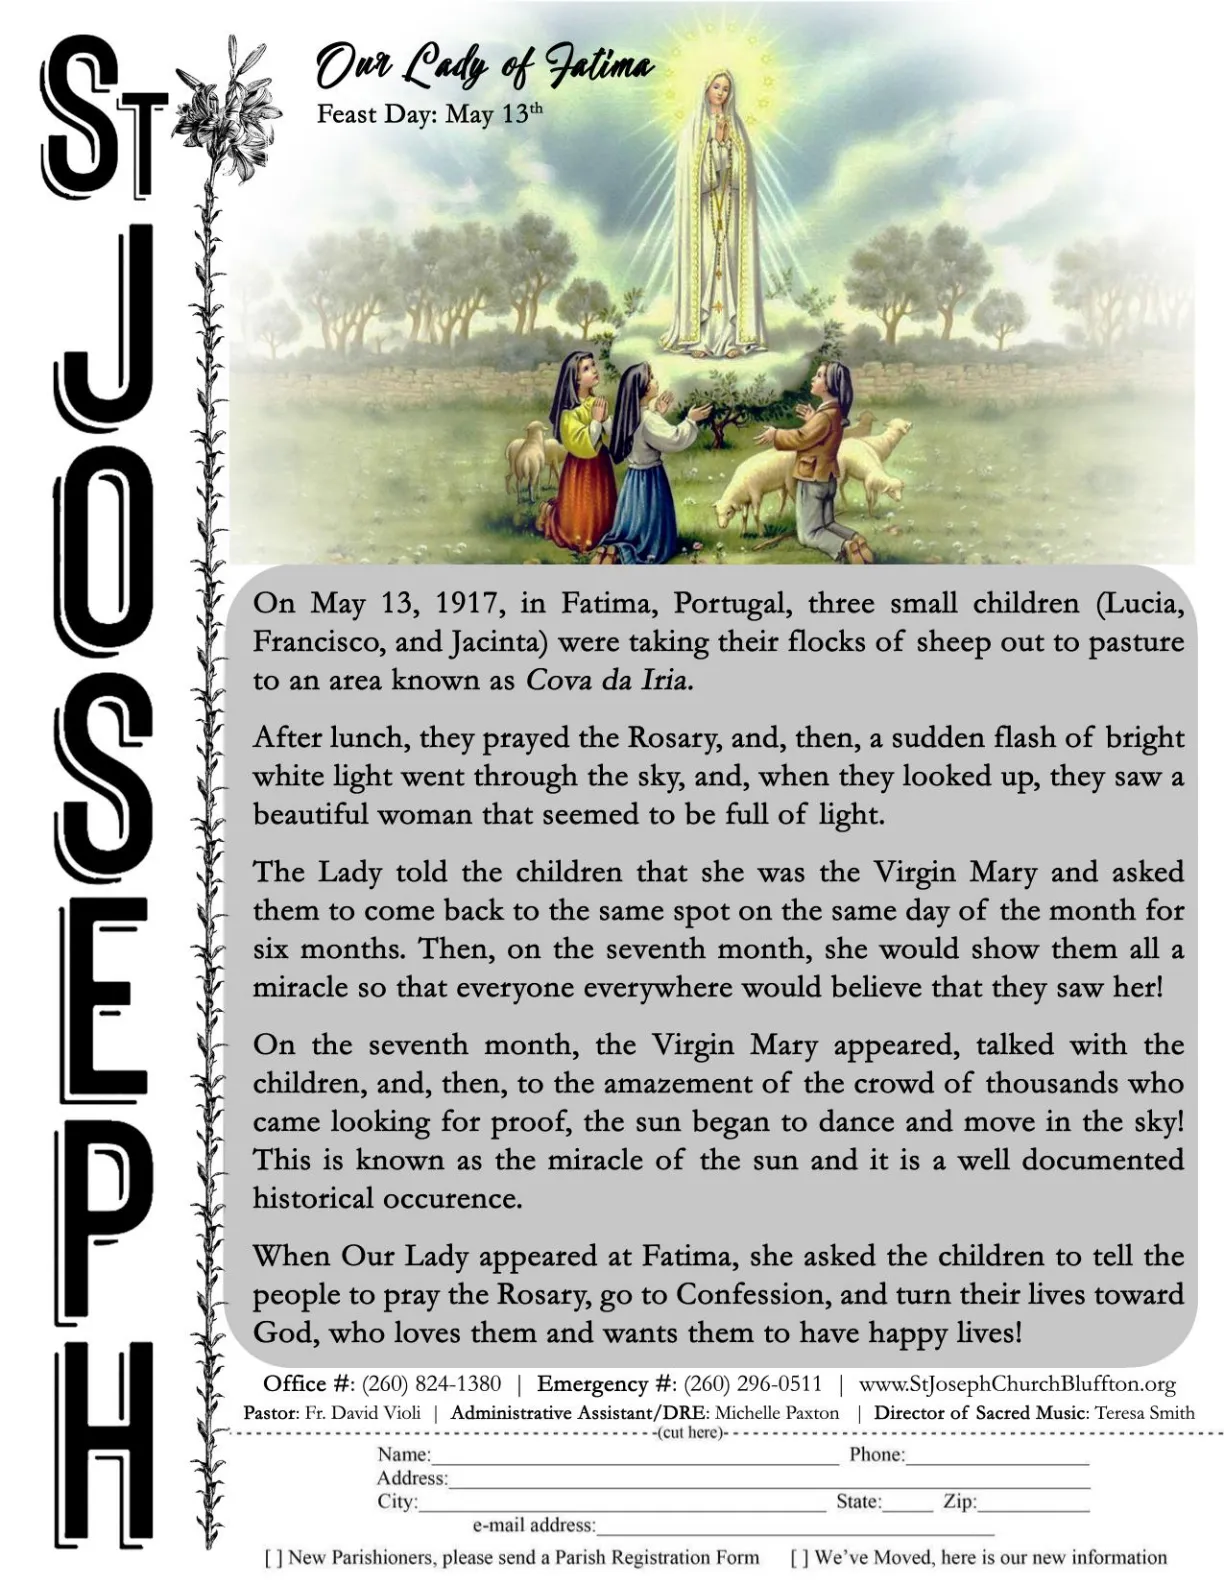 ST JOSEPH
Our Lady of Fatima
Feast Day: May 13th
On May 13, 1917, in Fatima, Portugal, three small children (Lucia,
Francisco, and Jacinta) were taking their flocks of sheep out to pasture
to an area known as Cova da Iria.
After lunch, they prayed the Rosary, and, then, a sudden flash of bright
white light went through the sky, and, when they looked up, they saw a
beautiful woman that seemed to be full of light.
The Lady told the children that she was the Virgin Mary and asked
them to come back to the same spot on the same day of the month for
six months. Then, on the seventh month, she would show them all a
miracle so that everyone everywhere would believe that they saw her!
On the seventh month, the Virgin Mary appeared, talked with the
children, and, then, to the amazement of the crowd of thousands who
came looking for proof, the sun began to dance and move in the sky!
This is known as the miracle of the sun and it is a well documented
historical occurence.
When Our Lady appeared at Fatima, she asked the children to tell the
people to pray the Rosary, go to Confession, and turn their lives toward
God, who loves them and wants them to have happy lives!
Office #: (260) 824-1380 | Emergency #: (260) 296-0511 | www.StJosephChurchBluffton.org
Pastor: Fr. David Violi | Administrative Assistant/DRE: Michelle Paxton | Director of Sacred Music: Teresa Smith
(cut here)
Name: Phone:
Address:
City: State: Zip:
e-mail address:
[ ] New Parishioners, please send a Parish Registration Form [ ] We've Moved, here is our new information